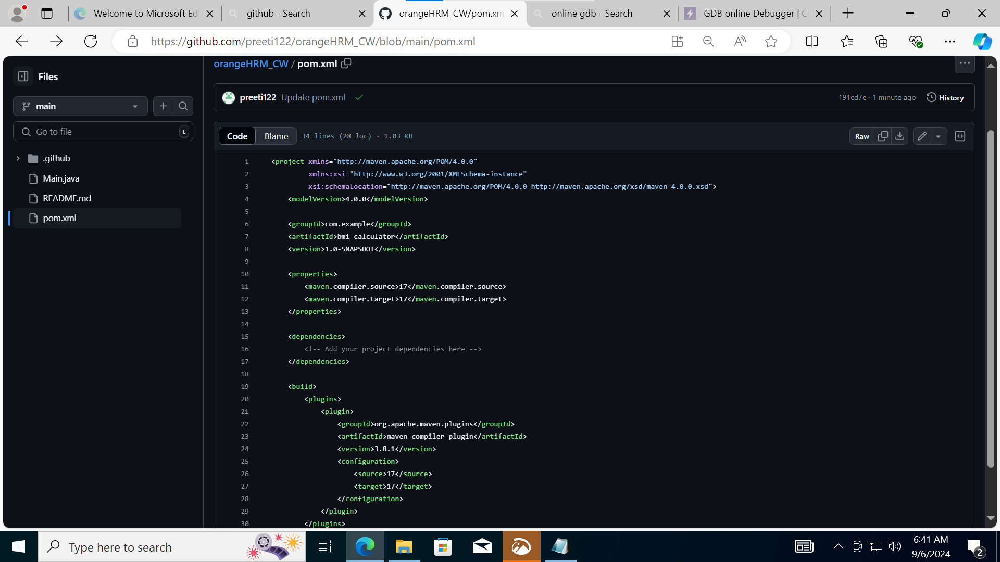 Welcome to Microsoft Ed
github - Search
orangeHRM_CW/pom.xm
online gdb - Search
GDB online Debugger | C
https://github.com/preeti122/orangeHRM_CW/blob/main/pom.xml
Files
main
Go to file
t
.github
Main.java
README.md
pom.xml
orangeHRM_CW / pom.xml
preeti122 Update pom.xml
191cd7e · 1 minute ago
History
Code
Blame
34 lines (28 loc) · 1.03 KB
Raw
1 <project xmlns="http://maven.apache.org/POM/4.0.0"
2 xmlns:xsi="http://www.w3.org/2001/XMLSchema-instance"
3 xsi:schemaLocation="http://maven.apache.org/POM/4.0.0 http://maven.apache.org/xsd/maven-4.0.0.xsd">
4 <modelVersion>4.0.0</modelVersion>
5
6 <groupId>com.example</groupId>
7 <artifactId>bmi-calculator</artifactId>
8 <version>1.0-SNAPSHOT</version>
9
10 <properties>
11 <maven.compiler.source>17</maven.compiler.source>
12 <maven.compiler.target>17</maven.compiler.target>
13 </properties>
14
15 <dependencies>
16 <!-- Add your project dependencies here -->
17 </dependencies>
18
19 <build>
20 <plugins>
21 <plugin>
22 <groupId>org.apache.maven.plugins</groupId>
23 <artifactId>maven-compiler-plugin</artifactId>
24 <version>3.8.1</version>
25 <configuration>
26 <source>17</source>
27 <target>17</target>
28 </configuration>
29 </plugin>
30 </plugins>
Type here to search
6:41 AM
9/6/2024
2